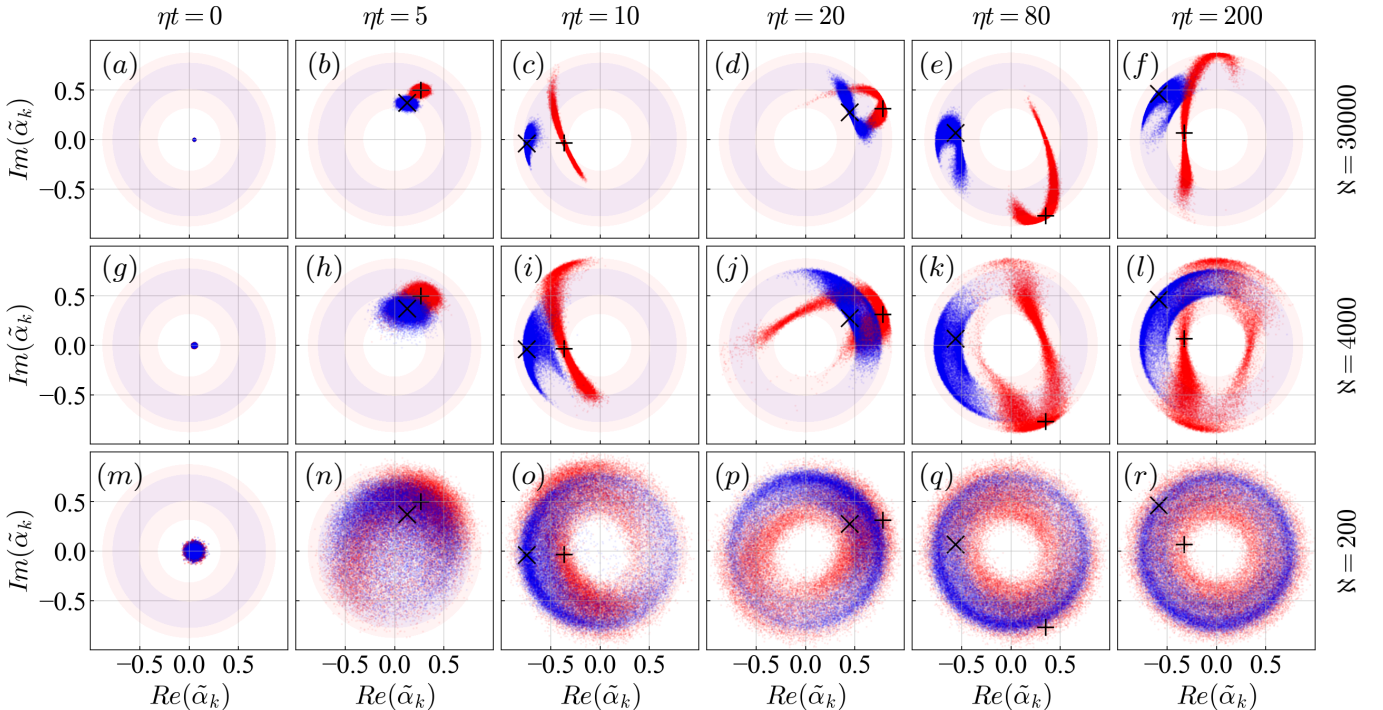 ηt = 0 ηt = 5 ηt = 10 ηt = 20 ηt = 80 ηt = 200
(a) (b) (c) (d) (e) (f)
0.5
0.0
−0.5
Im(α̃ₖ)
ℵ = 30000
(g) (h) (i) (j) (k) (l)
0.5
0.0
−0.5
Im(α̃ₖ)
ℵ = 4000
(m) (n) (o) (p) (q) (r)
0.5
0.0
−0.5
Im(α̃ₖ)
ℵ = 200
−0.5 0.0 0.5 −0.5 0.0 0.5 −0.5 0.0 0.5 −0.5 0.0 0.5 −0.5 0.0 0.5 −0.5 0.0 0.5
Re(α̃ₖ) Re(α̃ₖ) Re(α̃ₖ) Re(α̃ₖ) Re(α̃ₖ) Re(α̃ₖ)